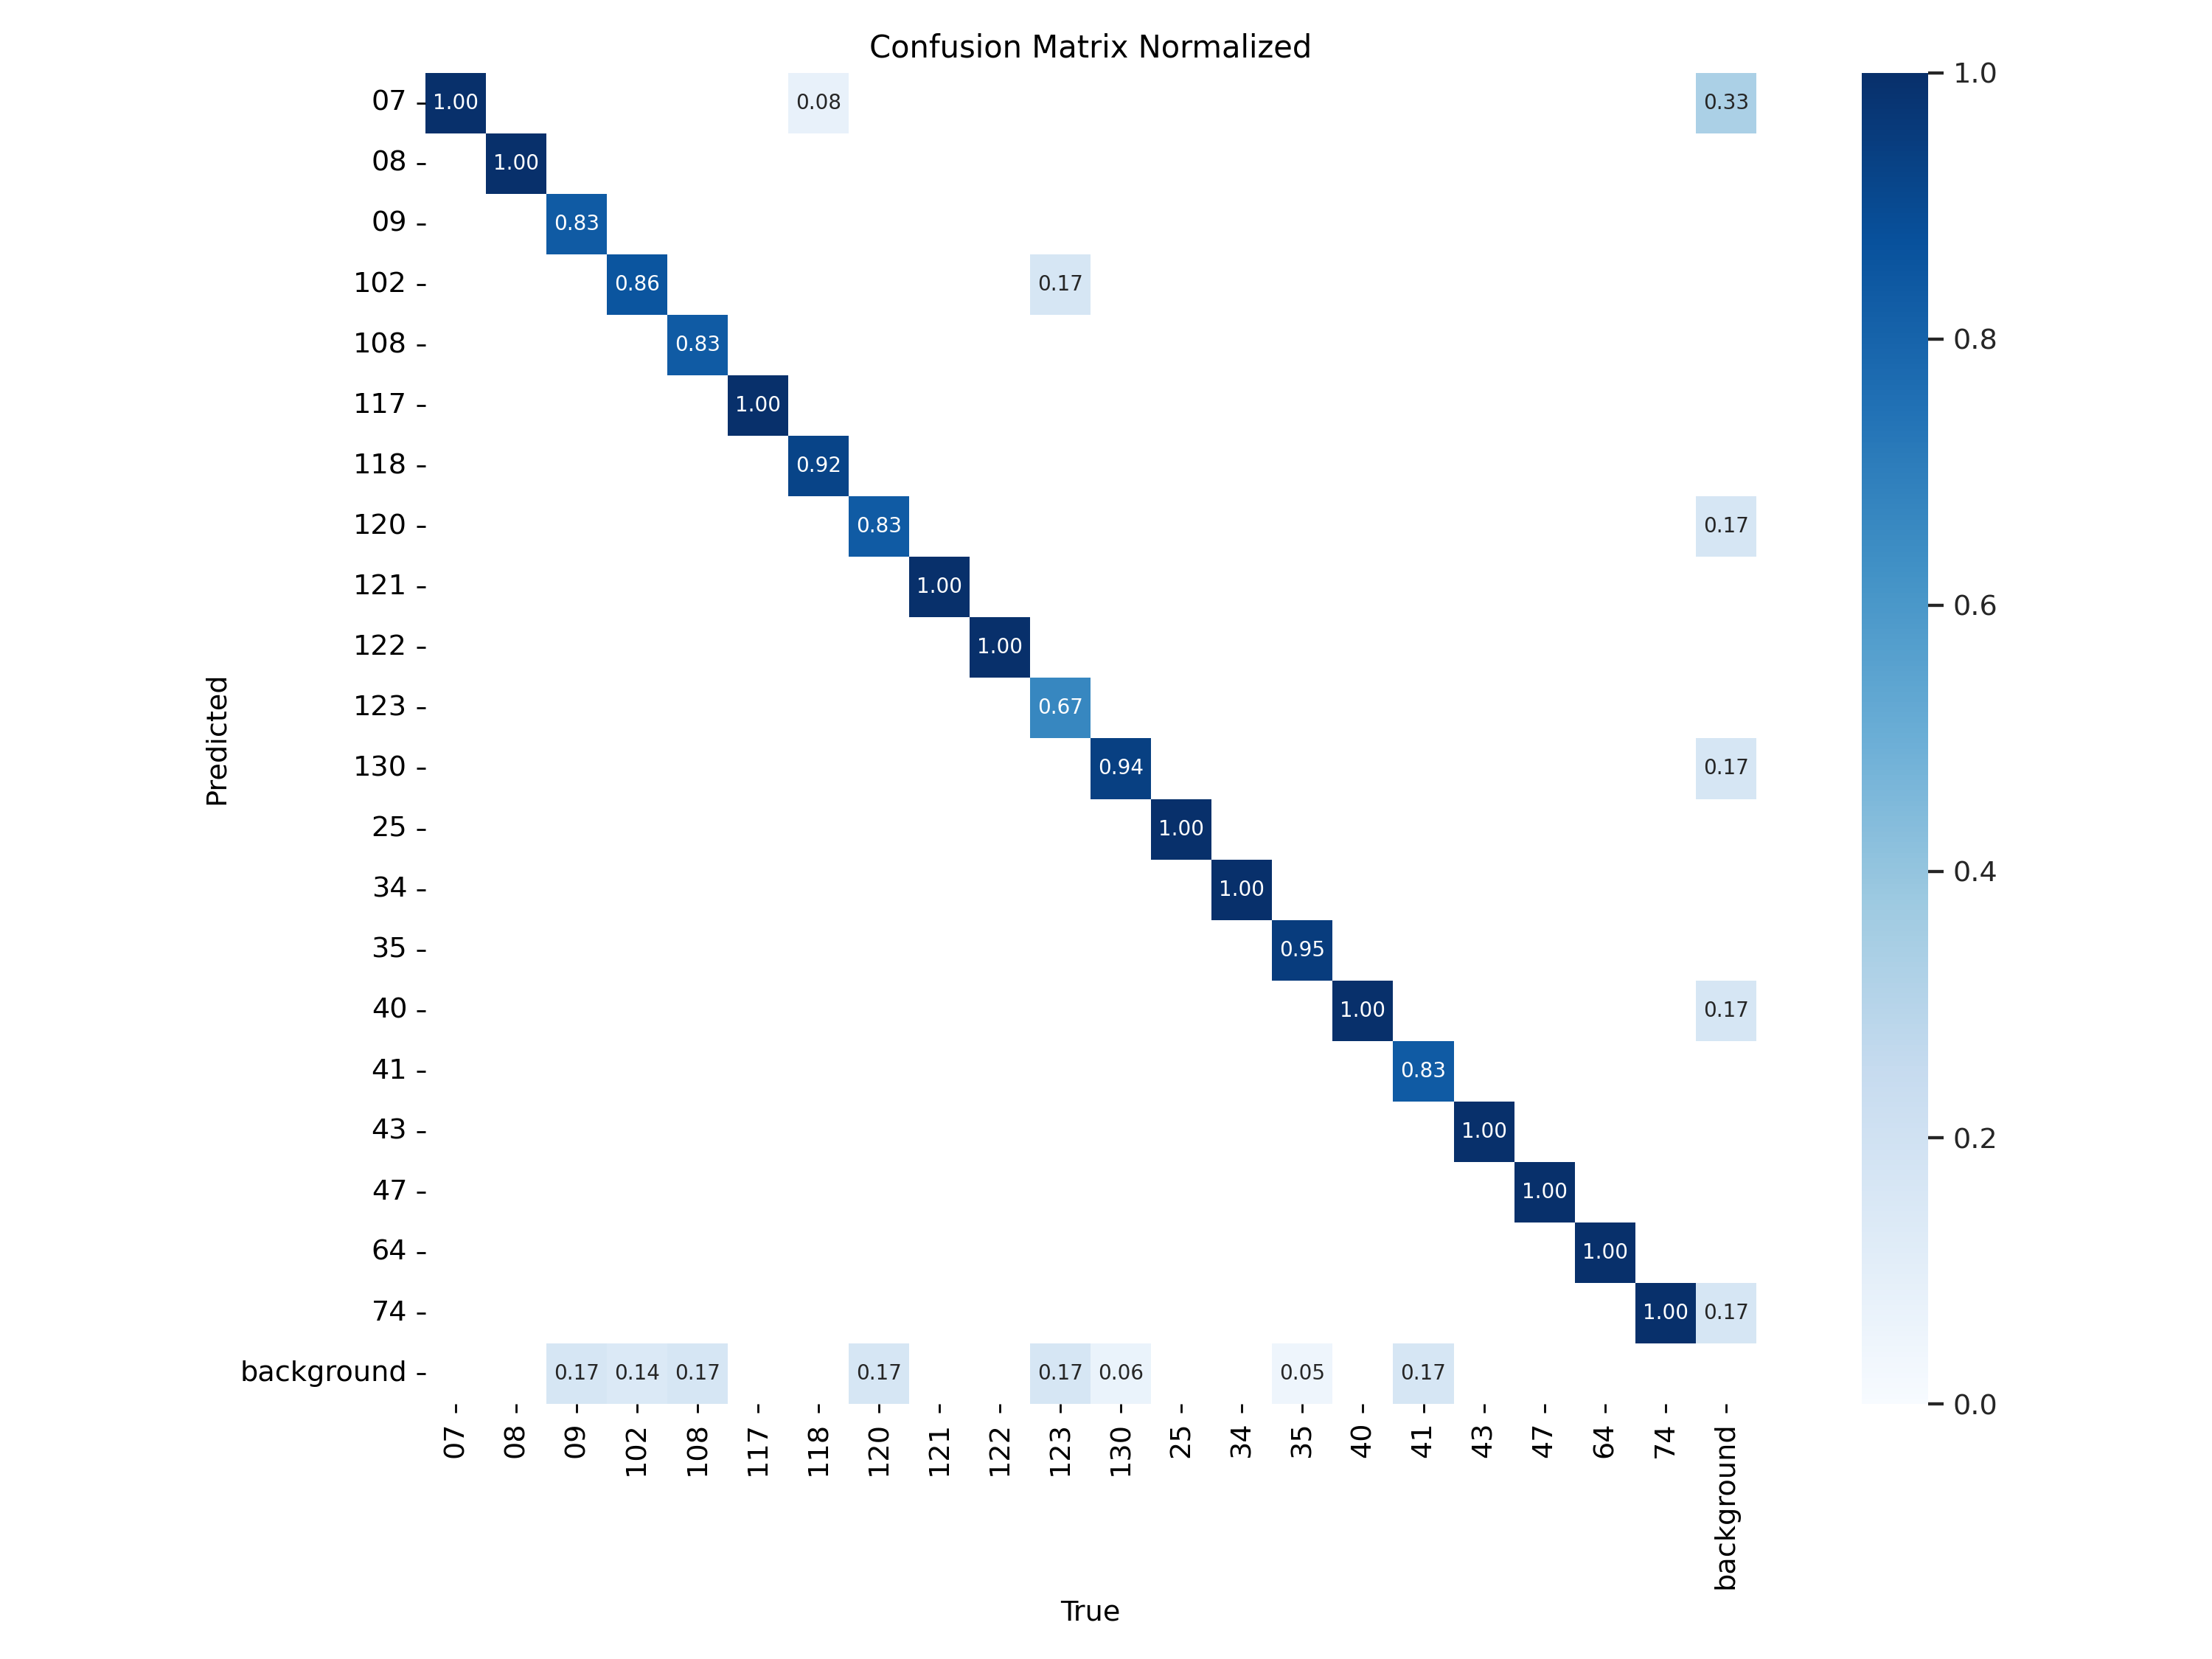 Confusion Matrix Normalized
07 1.00 0.08 0.33 1.0
08 1.00
09 0.83
102 0.86 0.17
108 0.83 0.8
117 1.00
118 0.92
120 0.83 0.17
121 1.00 0.6
122 1.00
123 0.67
Predicted
130 0.94 0.17
25 1.00
34 1.00 0.4
35 0.95
40 1.00 0.17
41 0.83
43 1.00 0.2
47 1.00
64 1.00
74 1.00 0.17
background 0.17 0.14 0.17 0.17 0.17 0.06 0.05 0.17 0.0
07 08 09 102 108 117 118 120 121 122 123 130 25 34 35 40 41 43 47 64 74 background
True